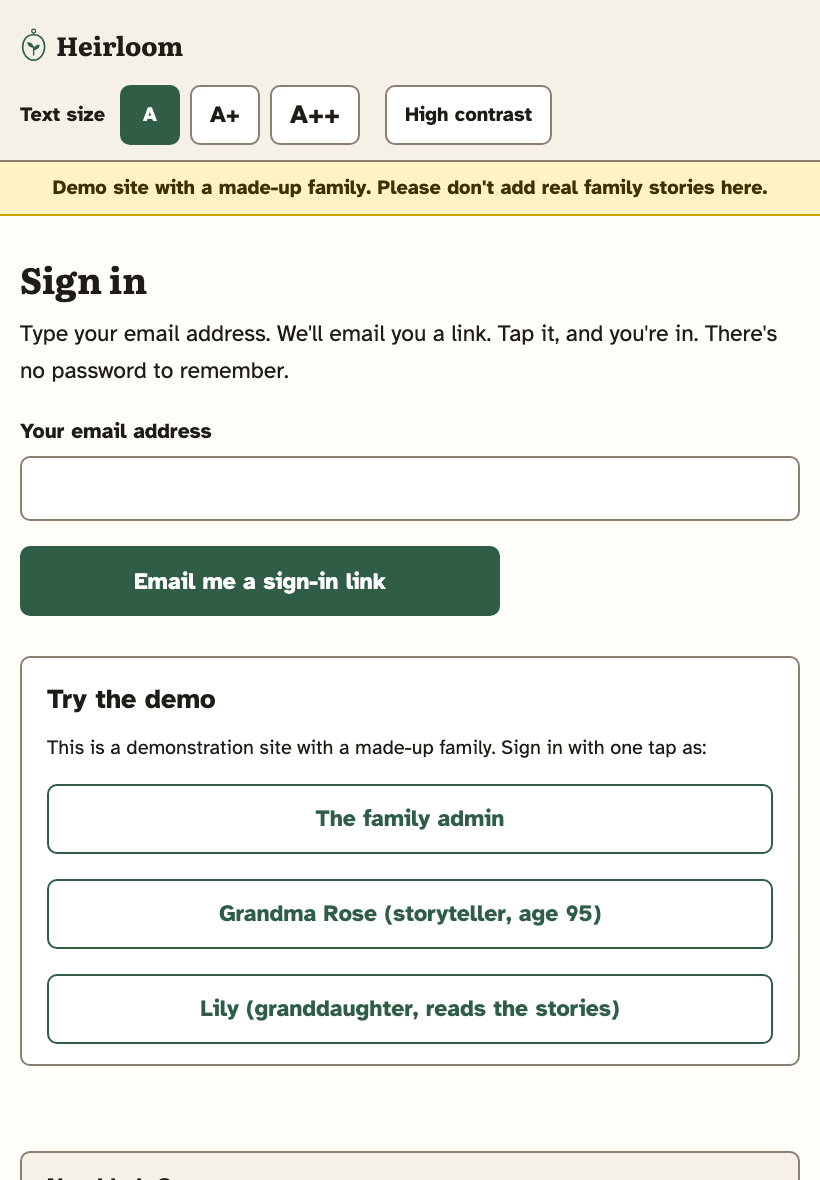 Heirloom
Text size
A
A+
A++
High contrast
Demo site with a made-up family. Please don't add real family stories here.
Sign in
Type your email address. We'll email you a link. Tap it, and you're in. There's
no password to remember.
Your email address
Email me a sign-in link
Try the demo
This is a demonstration site with a made-up family. Sign in with one tap as:
The family admin
Grandma Rose (storyteller, age 95)
Lily (granddaughter, reads the stories)